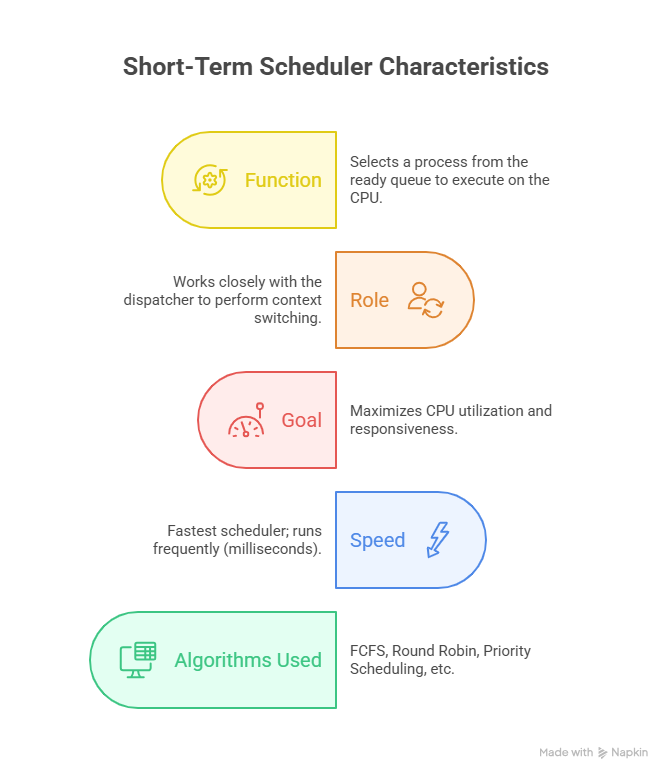 Short-Term Scheduler Characteristics
Function
Selects a process from the
ready queue to execute on the
CPU.
Works closely with the
dispatcher to perform context
switching.
Role
Goal
Maximizes CPU utilization and
responsiveness.
Fastest scheduler; runs
frequently (milliseconds).
Speed
Algorithms Used
FCFS, Round Robin, Priority
Scheduling, etc.
Made with Napkin